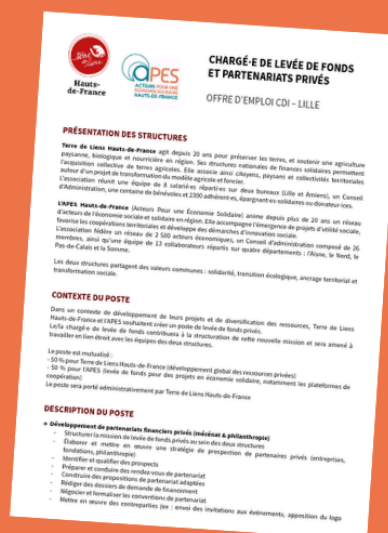 Terre de Liens
Hauts-
de-France
aPES
ACTEURS POUR UNE
ÉCONOMIE SOLIDAIRE
HAUTS-DE-FRANCE
CHARGÉ·E DE LEVÉE DE FONDS
ET PARTENARIATS PRIVÉS
OFFRE D'EMPLOI CDI – LILLE
PRÉSENTATION DES STRUCTURES
Terre de Liens Hauts-de-France agit depuis 20 ans pour préserver les terres, et soutenir une agriculture
paysanne, biologique et nourricière en région. Ses structures nationales de finances solidaires permettent
l'acquisition collective de terres agricoles. Elle associe ainsi citoyens, paysans et collectivités territoriales
autour d'un projet de transformation du modèle agricole et foncier.
L'association réunit une équipe de 8 salarié·es réparti·es sur deux bureaux (Lille et Amiens), un Conseil
d'Administration, une centaine de bénévoles et 2300 adhérent·es, épargnant·es solidaires ou donateur·ices.
L'APES Hauts-de-France (Acteurs Pour une Économie Solidaire) anime depuis plus de 20 ans un réseau
d'acteurs de l'économie sociale et solidaire en région. Elle accompagne l'émergence de projets d'utilité sociale,
favorise les coopérations territoriales et développe des démarches d'innovation sociale.
L'association fédère un réseau de 2 500 acteurs économiques, un Conseil d'administration composé de 26
membres, ainsi qu'une équipe de 13 collaborateurs répartis sur quatre départements : l'Aisne, le Nord, le
Pas-de-Calais et la Somme.
Les deux structures partagent des valeurs communes : solidarité, transition écologique, ancrage territorial et
transformation sociale.
CONTEXTE DU POSTE
Dans un contexte de développement de leurs projets et de diversification des ressources, Terre de Liens
Hauts-de-France et l'APES souhaitent créer un poste de levée de fonds privés.
Le/la chargé·e de levée de fonds contribuera à la structuration de cette nouvelle mission et sera amené à
travailler en lien étroit avec les équipes des deux structures.
Le poste est mutualisé :
- 50 % pour Terre de Liens Hauts-de-France (développement global des ressources privées)
- 50 % pour l'APES (levée de fonds pour des projets en économie solidaire, notamment les plateformes de
coopération)
Le poste sera porté administrativement par Terre de Liens Hauts-de-France
DESCRIPTION DU POSTE
● Développement de partenariats financiers privés (mécénat & philanthropie)
- Structurer la mission de levée de fonds privés au sein des deux structures
- Élaborer et mettre en œuvre une stratégie de prospection de partenaires privés (entreprises,
fondations, philanthropie)
- Identifier et qualifier des prospects
- Préparer et conduire des rendez-vous de partenariat
- Construire des propositions de partenariat adaptées
- Rédiger des dossiers de demande de financement
- Négocier et formaliser les conventions de partenariat
- Mettre en œuvre des contreparties (ex : envoi des invitations aux événements, apposition du logo